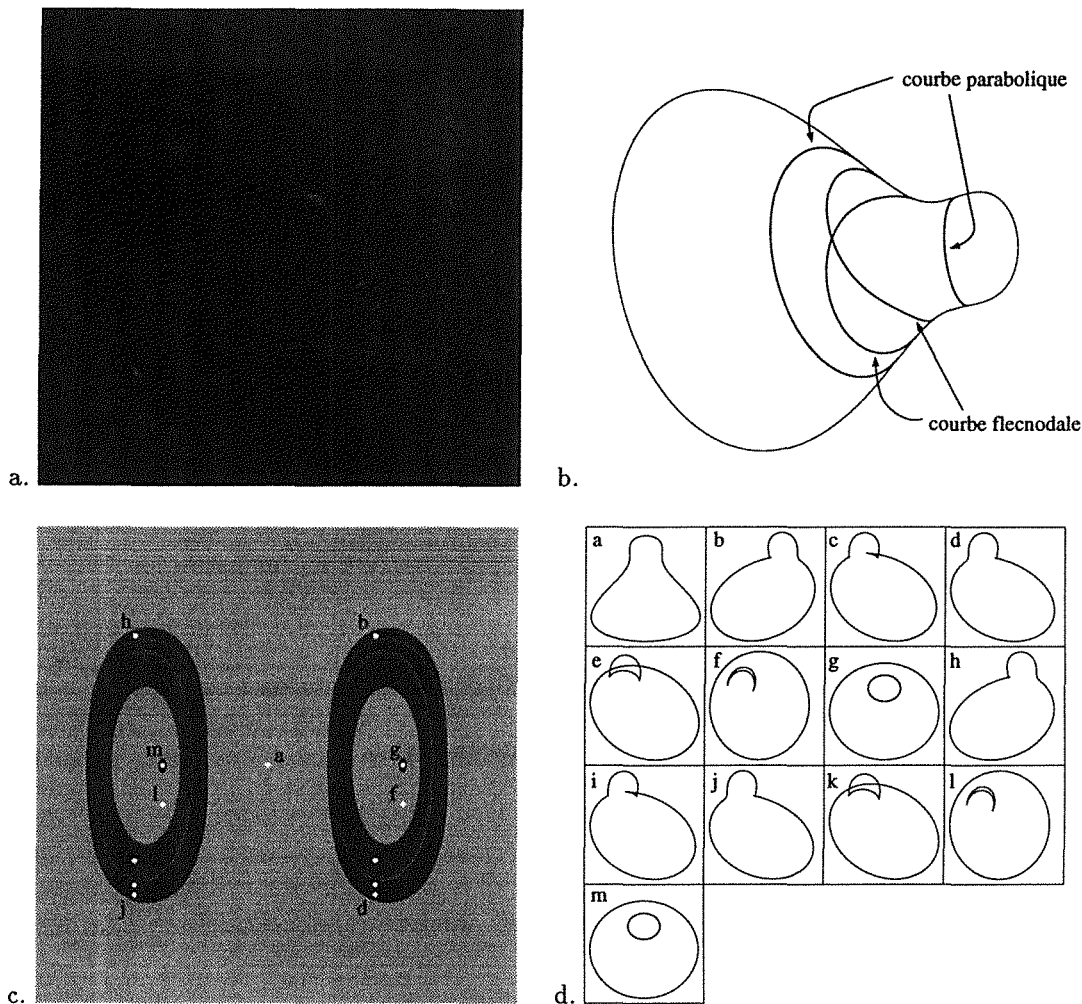 courbe parabolique
courbe flecnodale
a.
b.
h
b
m
a
g
l
f
j
d
a
b
c
d
e
f
g
h
i
j
k
l
m
c.
d.